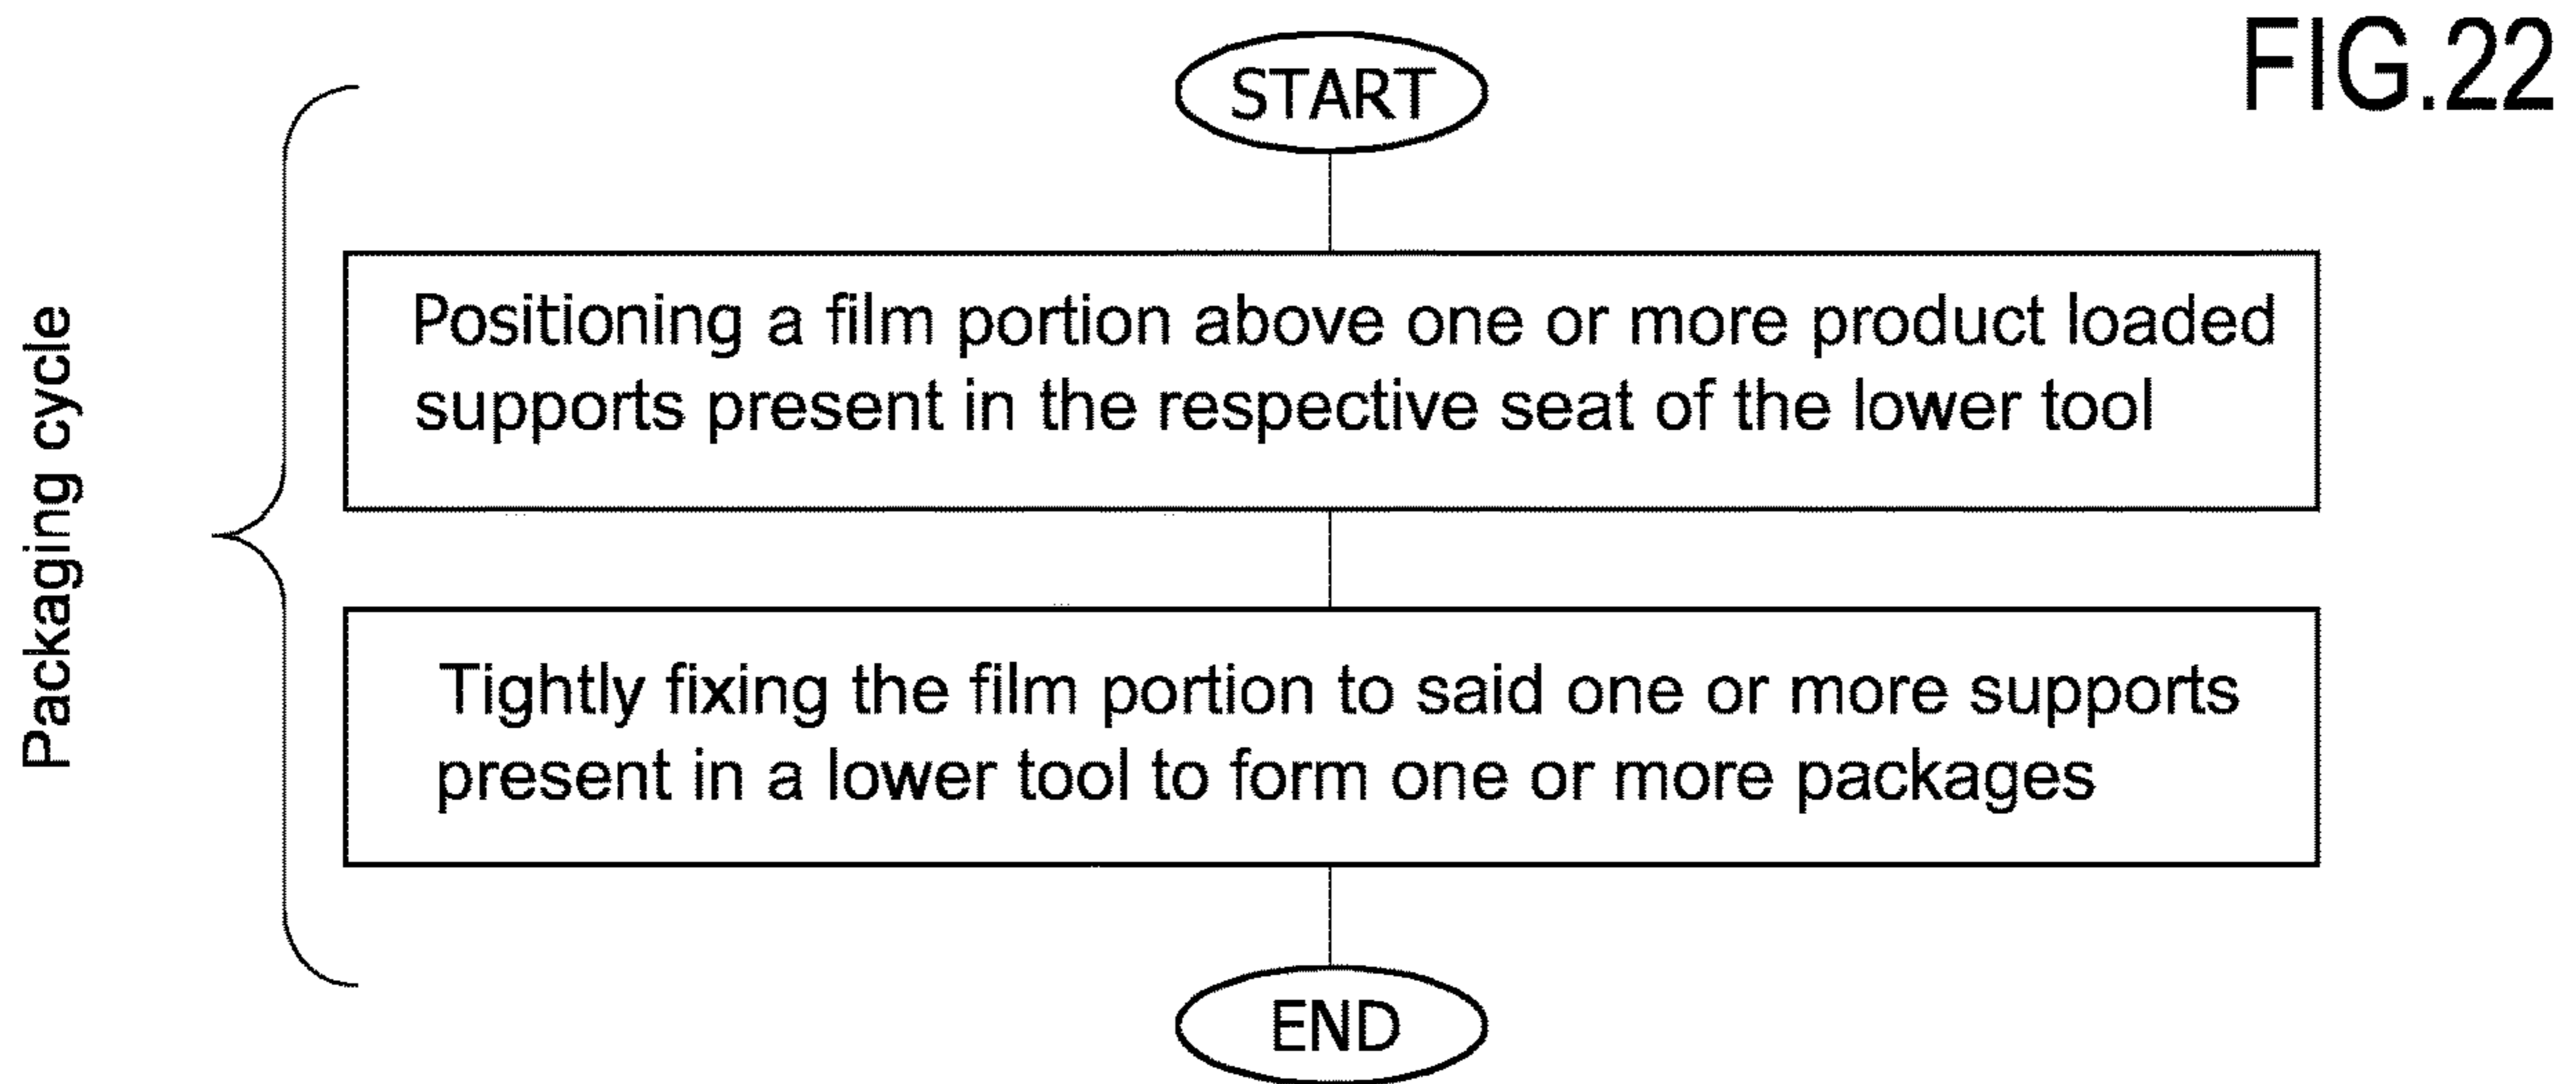 FIG.22
START
Packaging cycle
Positioning a film portion above one or more product loaded
supports present in the respective seat of the lower tool
Tightly fixing the film portion to said one or more supports
present in a lower tool to form one or more packages
END